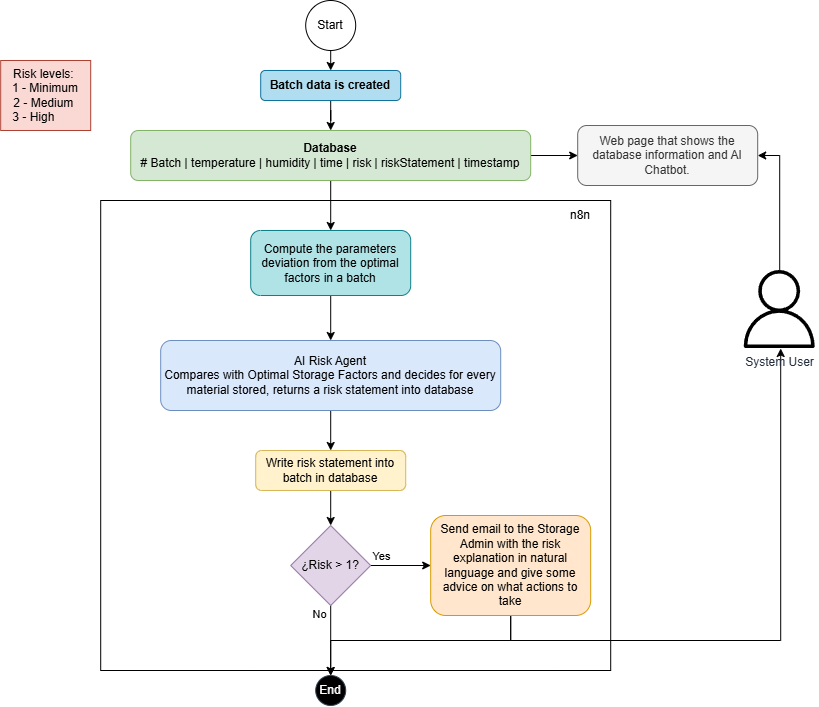 Start
Risk levels:
1 - Minimum
2 - Medium
3 - High
Batch data is created
Database
# Batch | temperature | humidity | time | risk | riskStatement | timestamp
Web page that shows the
database information and AI
Chatbot.
n8n
Compute the parameters
deviation from the optimal
factors in a batch
AI Risk Agent
Compares with Optimal Storage Factors and decides for every
material stored, returns a risk statement into database
System User
Write risk statement into
batch in database
¿Risk > 1?
Yes
Send email to the Storage
Admin with the risk
explanation in natural
language and give some
advice on what actions to
take
No
End